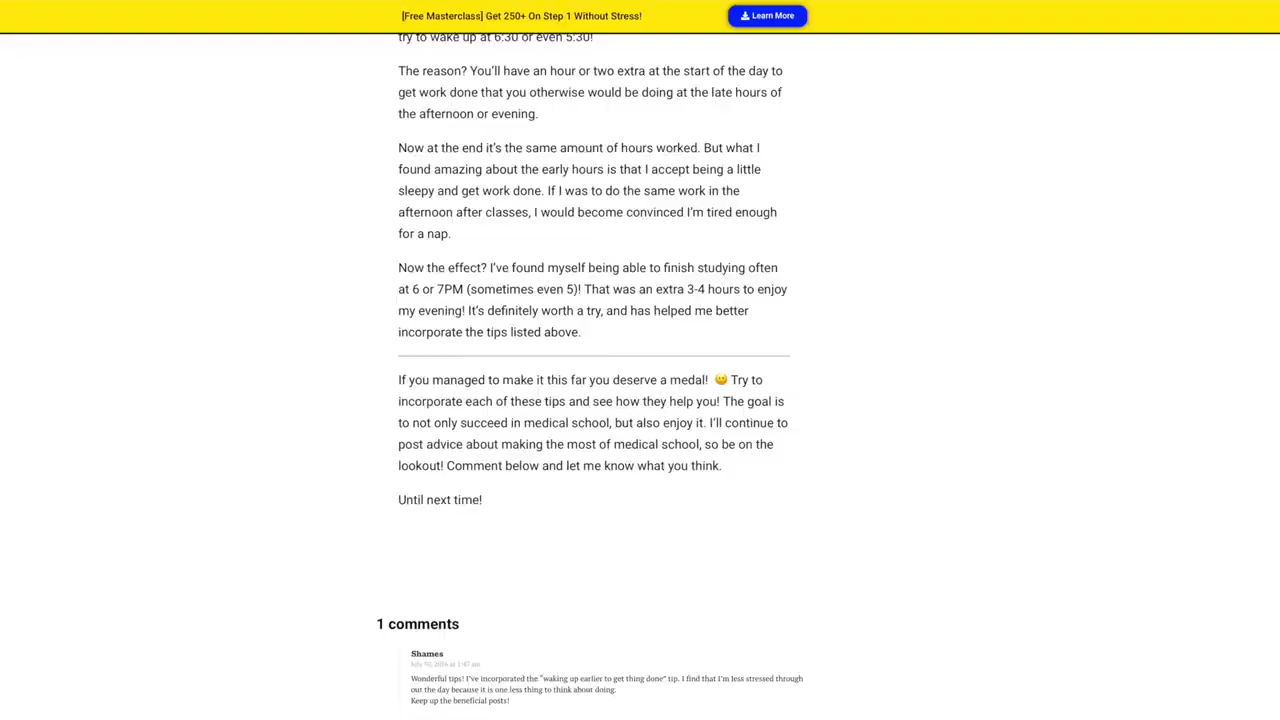 [Free Masterclass] Get 250+ On Step 1 Without Stress!
Learn More
try to wake up at 6:30 or even 5:30!
The reason? You’ll have an hour or two extra at the start of the day to
get work done that you otherwise would be doing at the late hours of
the afternoon or evening.
Now at the end it’s the same amount of hours worked. But what I
found amazing about the early hours is that I accept being a little
sleepy and get work done. If I was to do the same work in the
afternoon after classes, I would become convinced I’m tired enough
for a nap.
Now the effect? I’ve found myself being able to finish studying often
at 6 or 7PM (sometimes even 5)! That was an extra 3-4 hours to enjoy
my evening! It’s definitely worth a try, and has helped me better
incorporate the tips listed above.
If you managed to make it this far you deserve a medal! 🙂 Try to
incorporate each of these tips and see how they help you! The goal is
to not only succeed in medical school, but also enjoy it. I’ll continue to
post advice about making the most of medical school, so be on the
lookout! Comment below and let me know what you think.
Until next time!
1 comments
Shames
July 2016 at 1:47 am
Wonderful tips! I’ve incorporated the “waking up earlier to get thing done” tip. I find that I’m less stressed through
out the day because it is one less thing to think about doing.
Keep up the beneficial posts!